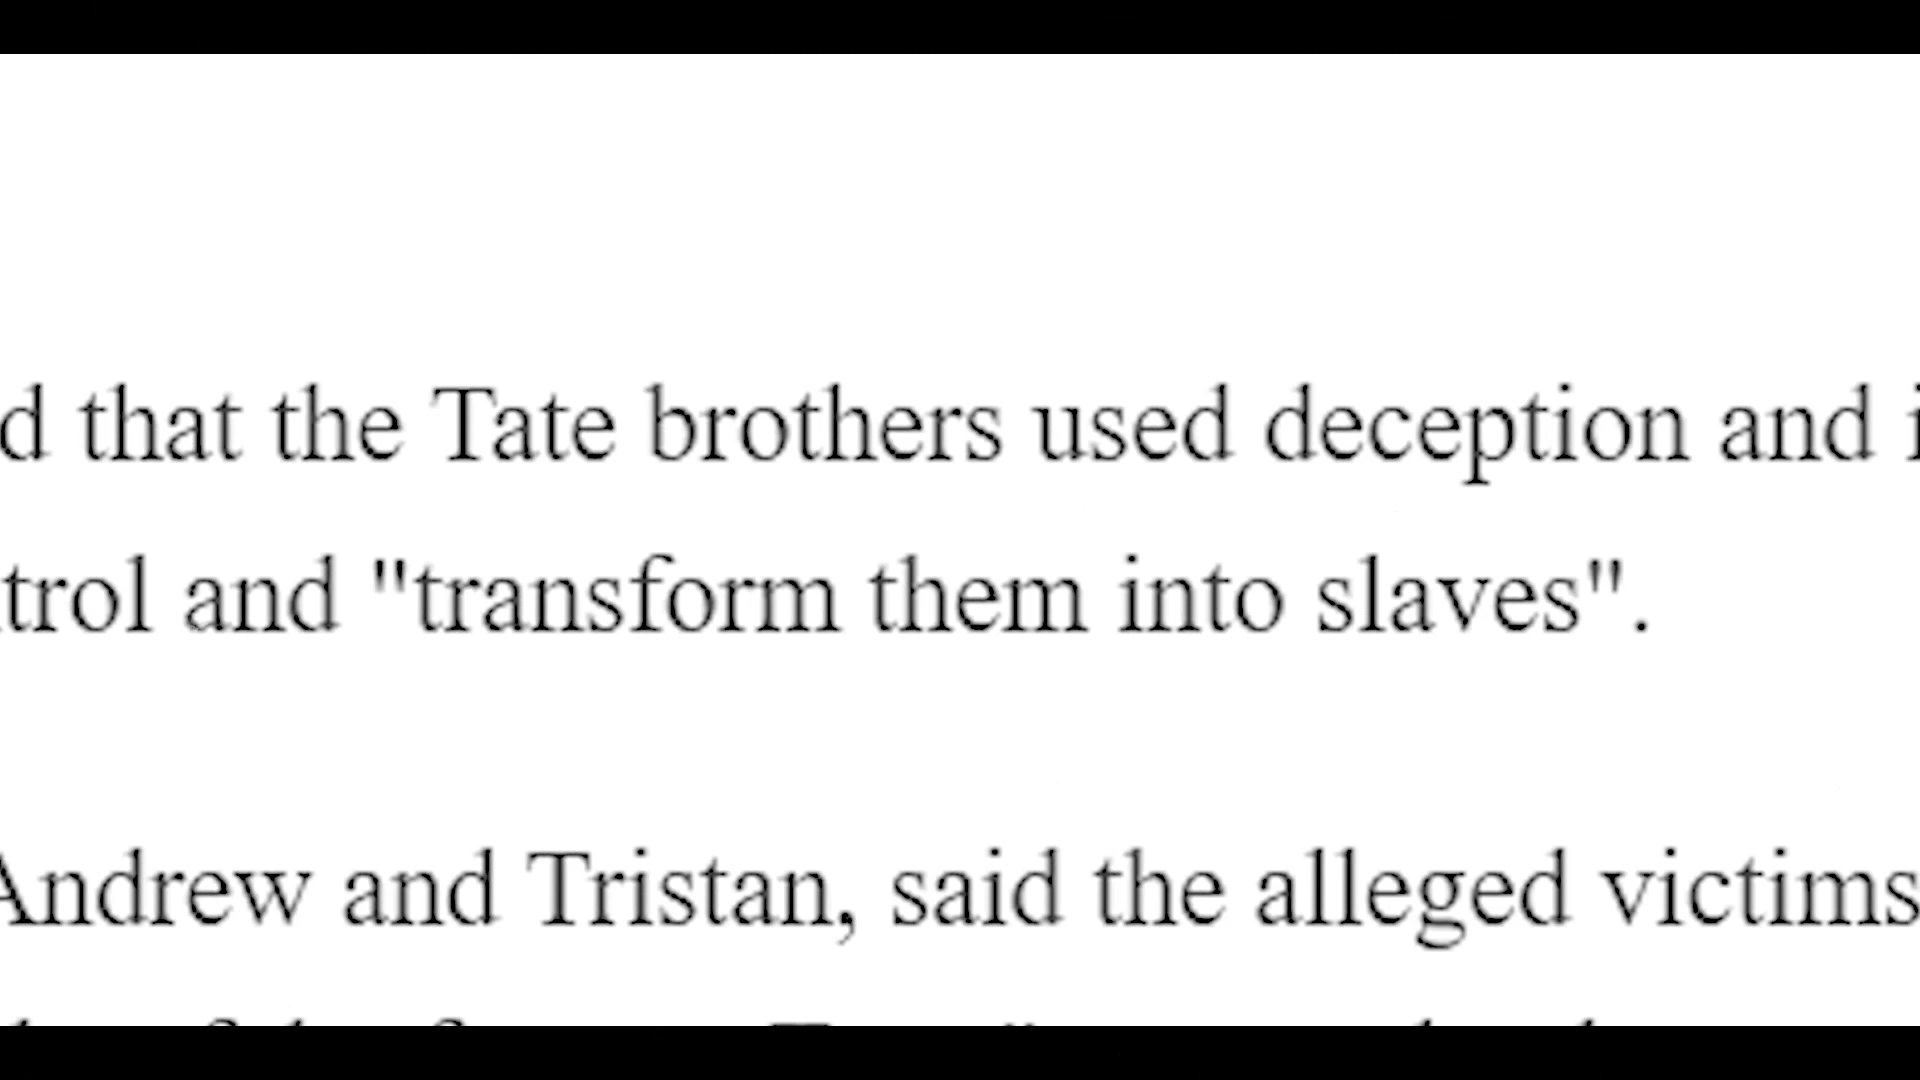 d that the Tate brothers used deception and i
trol and "transform them into slaves".
Andrew and Tristan, said the alleged victims